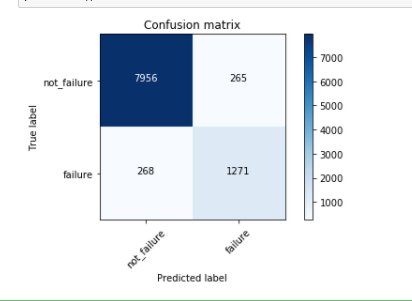 Confusion matrix
7956 265
268 1271
not_failure
failure
True label
not_failure
failure
Predicted label
7000
6000
5000
4000
3000
2000
1000